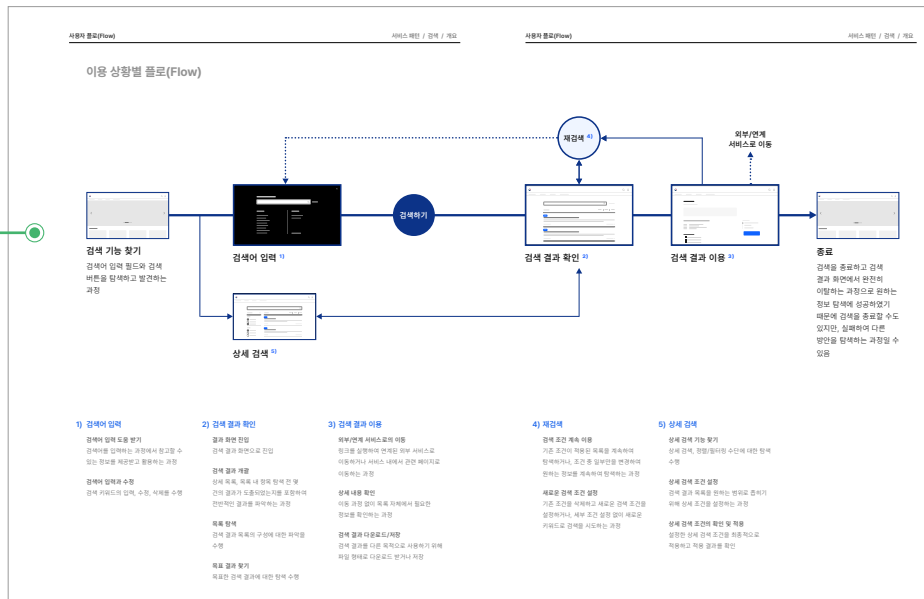 사용자 플로(Flow)
서비스 패턴 / 검색 / 개요
사용자 플로(Flow)
서비스 패턴 / 검색 / 개요
이용 상황별 플로(Flow)
재검색 4)
외부/연계
서비스로 이동
검색하기
검색 기능 찾기
검색어 입력 필드와 검색
버튼을 탐색하고 발견하는
과정
검색어 입력 1)
검색 결과 확인 2)
검색 결과 이용 3)
종료
검색을 종료하고 검색
결과 화면에서 완전히
이탈하는 과정으로 원하는
정보 탐색에 성공하였기
때문에 검색을 종료할 수도
있지만, 실패하여 다른
방안을 탐색하는 과정일 수
있음
상세 검색 5)
1) 검색어 입력
검색어 입력 도움 받기
검색어를 입력하는 과정에서 참고할 수
있는 정보를 제공받고 활용하는 과정
검색어 입력과 수정
검색 키워드의 입력, 수정, 삭제를 수행
2) 검색 결과 확인
결과 화면 진입
검색 결과 화면으로 진입
검색 결과 개괄
상세 목록, 목록 내 항목 탐색 전 몇
건의 결과가 도출되었는지를 포함하여
전반적인 결과를 파악하는 과정
목록 탐색
검색 결과 목록의 구성에 대한 파악을
수행
목표 결과 찾기
목표한 검색 결과에 대한 탐색 수행
3) 검색 결과 이용
외부/연계 서비스로의 이동
링크를 실행하여 연계된 외부 서비스로
이동하거나 서비스 내에서 관련 페이지로
이동하는 과정
상세 내용 확인
이동 과정 없이 목록 자체에서 필요한
정보를 확인하는 과정
검색 결과 다운로드/저장
검색 결과를 다른 목적으로 사용하기 위해
파일 형태로 다운로드 받거나 저장
4) 재검색
검색 조건 계속 이용
기존 조건이 적용된 목록을 계속하여
탐색하거나, 조건 중 일부만을 변경하여
원하는 정보를 계속하여 탐색하는 과정
새로운 검색 조건 설정
기존 조건을 삭제하고 새로운 검색 조건을
설정하거나, 세부 조건 설정 없이 새로운
키워드로 검색을 시도하는 과정
5) 상세 검색
상세 검색 기능 찾기
상세 검색, 정렬/필터링 수단에 대한 탐색
수행
상세 검색 조건 설정
검색 결과 목록을 원하는 범위로 좁히기
위해 상세 조건을 설정하는 과정
상세 검색 조건의 확인 및 적용
설정한 상세 검색 조건을 최종적으로
적용하고 적용 결과를 확인